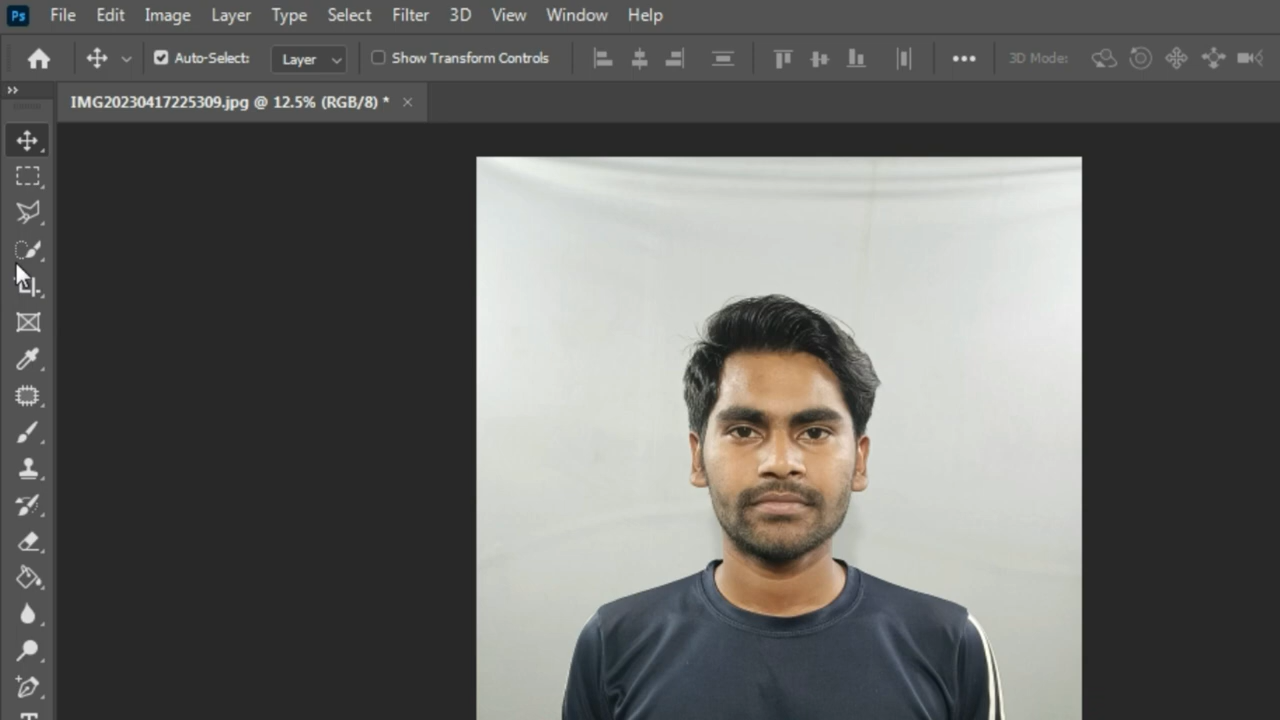 Ps File Edit Image Layer Type Select Filter 3D View Window Help
Auto-Select: Layer Show Transform Controls 3D Mode:
IMG20230417225309.jpg @ 12.5% (RGB/8) *